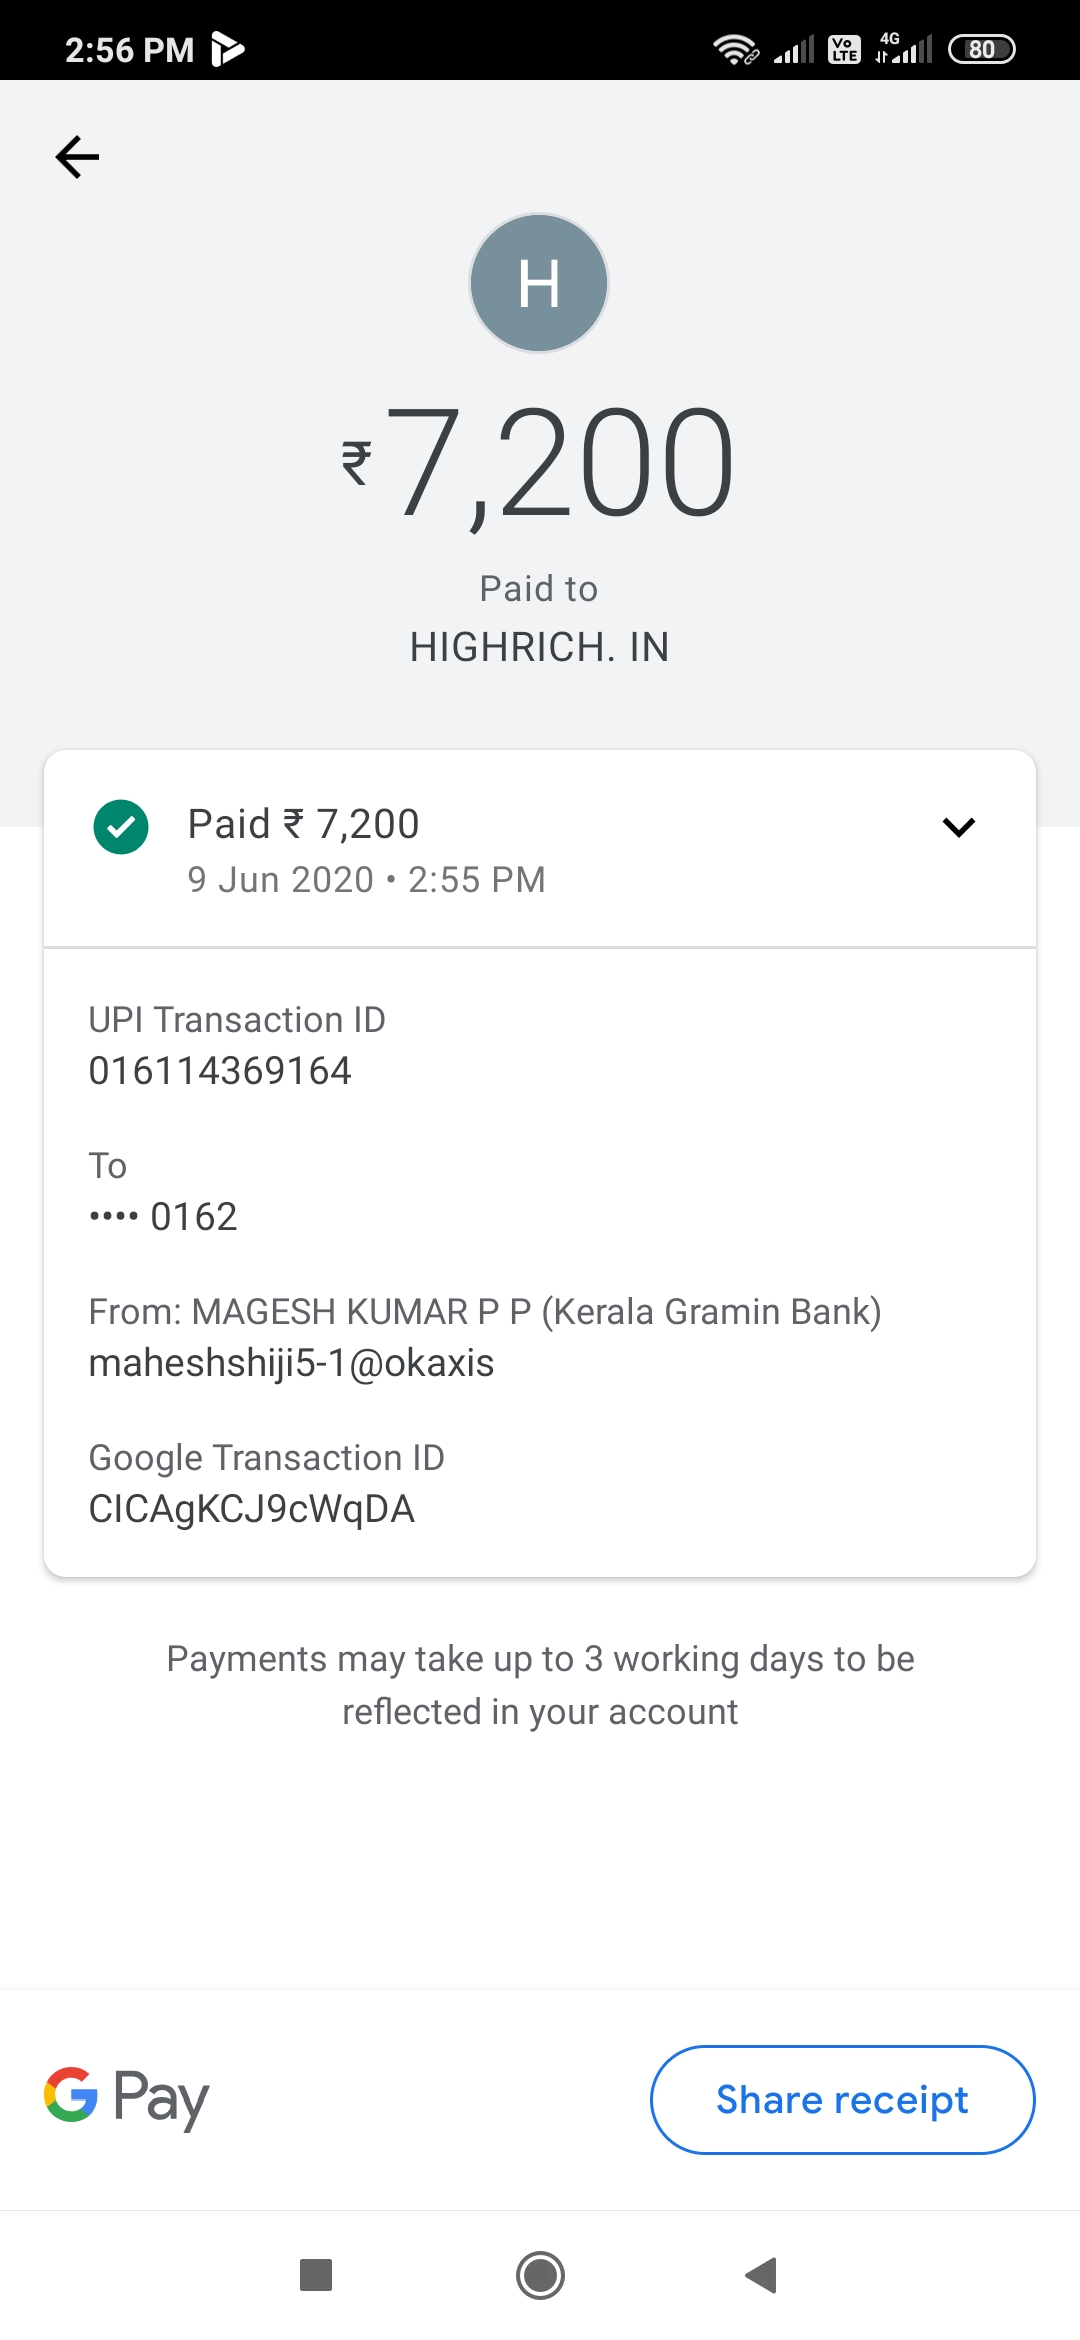 2:56 PM
Vo LTE 4G 80
H
₹7,200
Paid to
HIGHRICH. IN
Paid ₹ 7,200
9 Jun 2020 • 2:55 PM
UPI Transaction ID
016114369164
To
•••• 0162
From: MAGESH KUMAR P P (Kerala Gramin Bank)
maheshshiji5-1@okaxis
Google Transaction ID
CICAgKCJ9cWqDA
Payments may take up to 3 working days to be
reflected in your account
G Pay
Share receipt